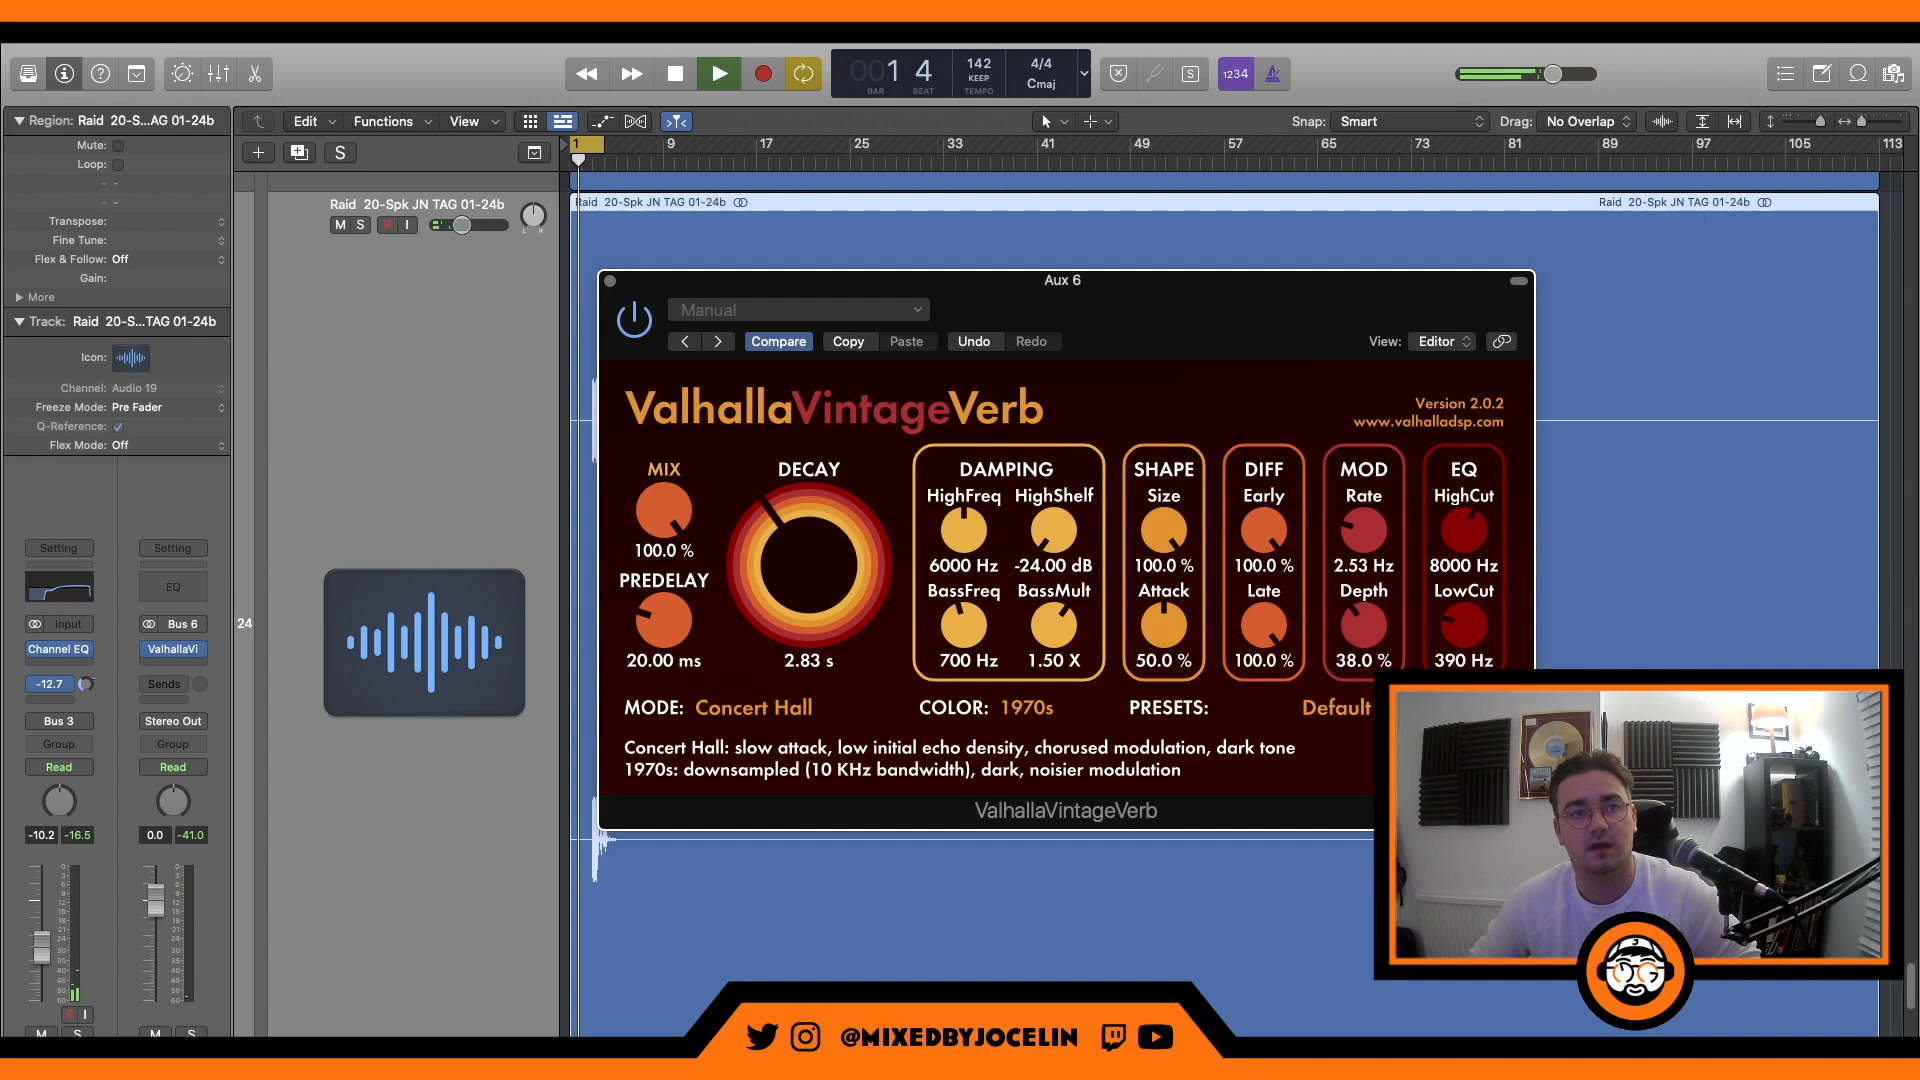 001 4
BAR BEAT
142
KEEP
TEMPO
4/4
Cmaj
1234
S
Region: Raid 20-S...AG 01-24b
Mute:
Loop:
Transpose:
Fine Tune:
Flex & Follow: Off
Gain:
More
Track: Raid 20-S...TAG 01-24b
Icon:
Channel: Audio 19
Freeze Mode: Pre Fader
Q-Reference:
Flex Mode: Off
Edit
Functions
View
Snap: Smart
Drag: No Overlap
S
1 9 17 25 33 41 49 57 65 73 81 89 97 105 113
Raid 20-Spk JN TAG 01-24b
M S R I
L R
Raid 20-Spk JN TAG 01-24b
Raid 20-Spk JN TAG 01-24b
24
Setting Setting
EQ
Input Bus 6
Channel EQ ValhallaVi
-12.7 Sends
Bus 3 Stereo Out
Group Group
Read Read
-10.2 -16.5 0.0 -41.0
R I
M S M S
Aux 6
Manual
Compare Copy Paste Undo Redo
View: Editor
ValhallaVintageVerb
Version 2.0.2
www.valhalladsp.com
MIX
100.0 %
PREDELAY
20.00 ms
DECAY
2.83 s
DAMPING
HighFreq HighShelf
6000 Hz -24.00 dB
BassFreq BassMult
700 Hz 1.50 X
SHAPE
Size
100.0 %
Attack
50.0 %
DIFF
Early
100.0 %
Late
100.0 %
MOD
Rate
2.53 Hz
Depth
38.0 %
EQ
HighCut
8000 Hz
LowCut
390 Hz
MODE: Concert Hall COLOR: 1970s PRESETS: Default
Concert Hall: slow attack, low initial echo density, chorused modulation, dark tone
1970s: downsampled (10 KHz bandwidth), dark, noisier modulation
ValhallaVintageVerb
@MIXEDBYJOCELIN